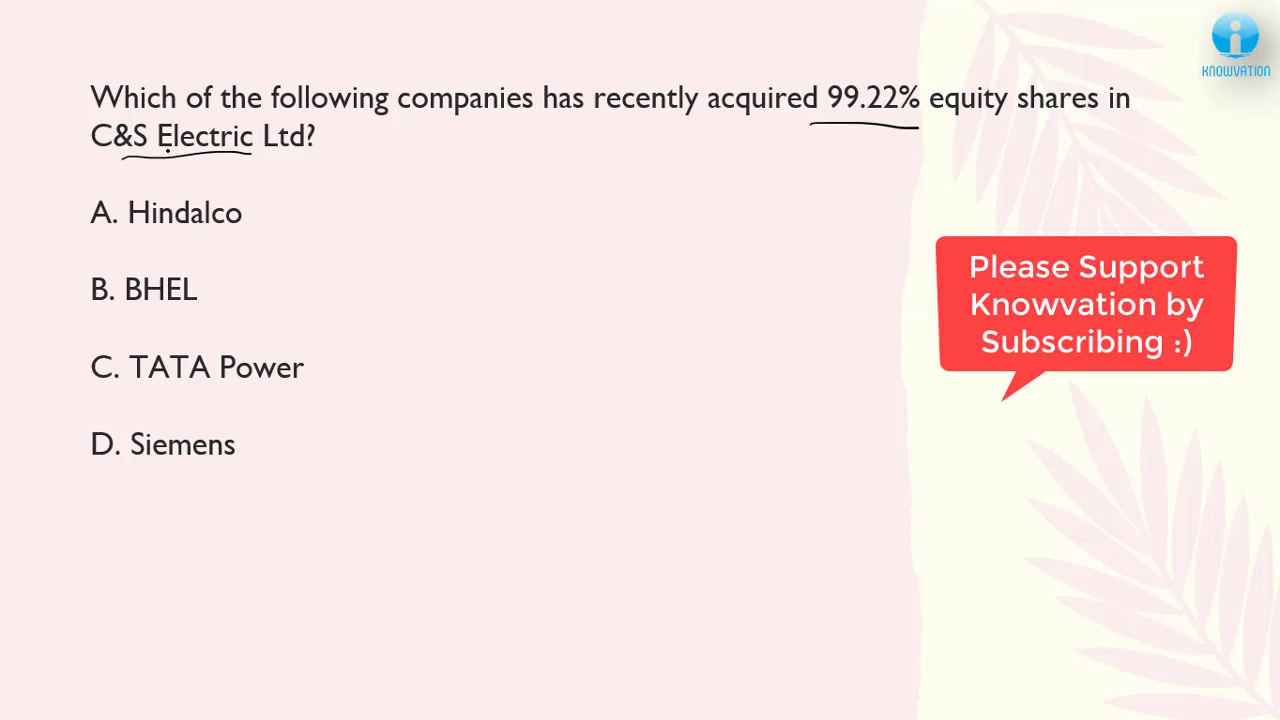 Which of the following companies has recently acquired 99.22% equity shares in
C&S Electric Ltd?
A. Hindalco
B. BHEL
C. TATA Power
D. Siemens
Please Support
Knowvation by
Subscribing :)
KNOWVATION